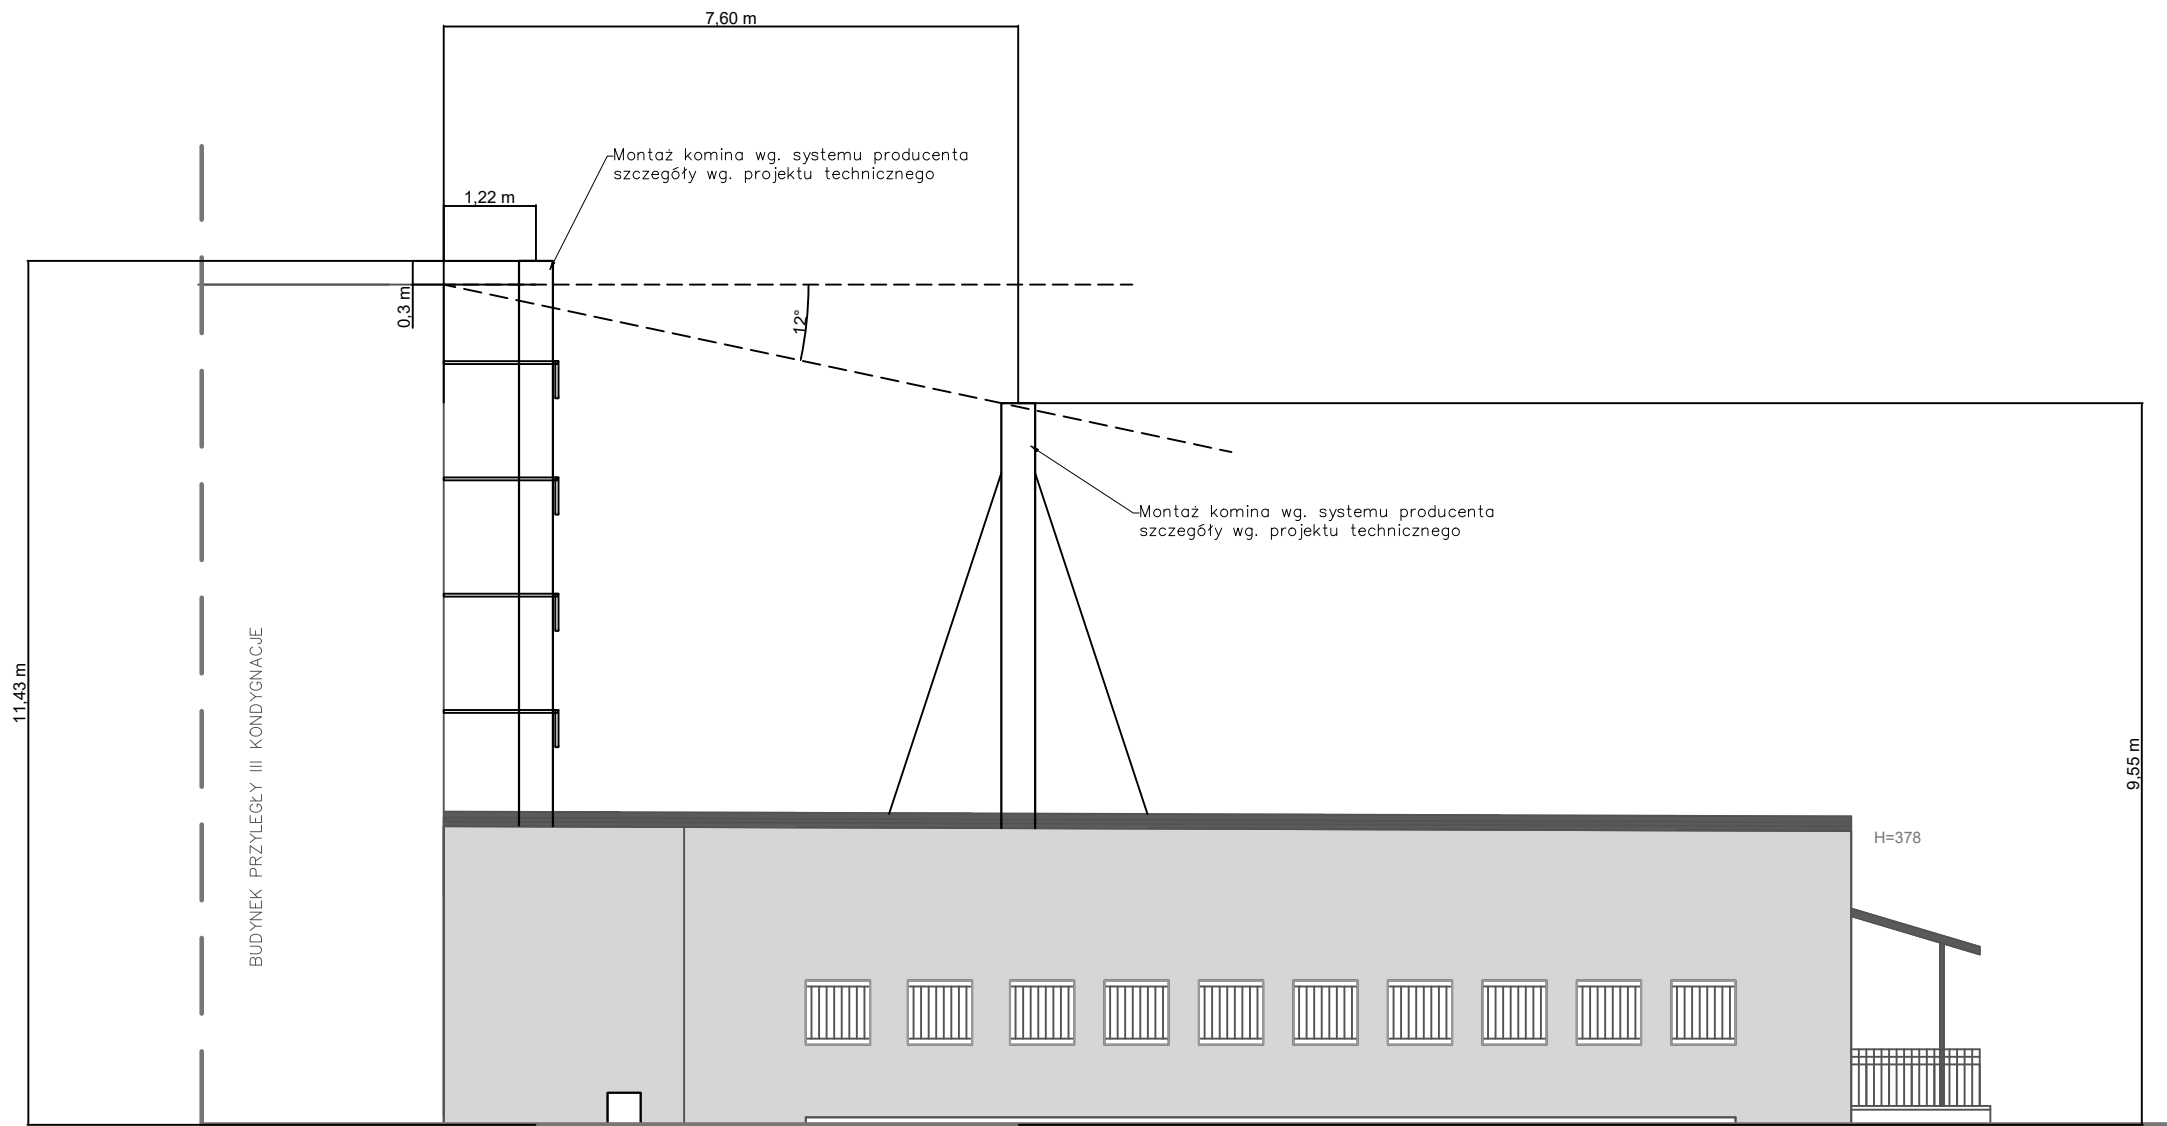 7,60 m
Montaż komina wg. systemu producenta
szczegóły wg. projektu technicznego
1,22 m
0,3 m
12°
Montaż komina wg. systemu producenta
szczegóły wg. projektu technicznego
BUDYNEK PRZYLEGŁY III KONDYGNACJE
11,43 m
9,55 m
H=378